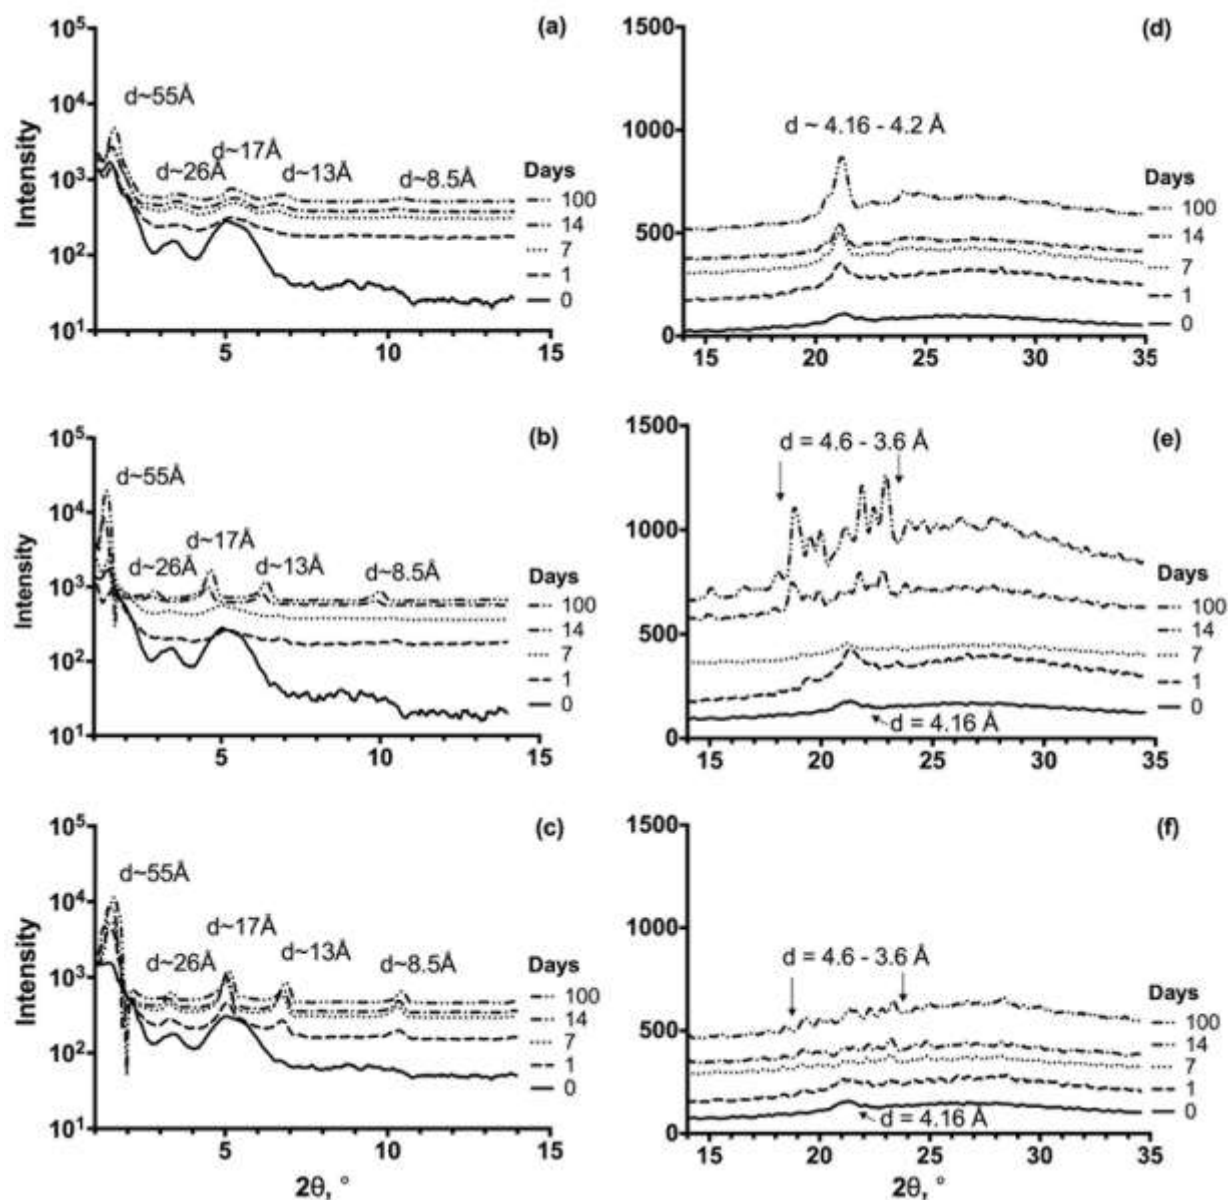 (a)
10⁵
10⁴
10³
10²
10¹
Intensity
d~55Å
d~26Å
d~17Å
d~13Å
d~8.5Å
Days
100
14
7
1
0
5
10
15
(d)
1500
1000
500
0
d ~ 4.16 - 4.2 Å
Days
100
14
7
1
0
15
20
25
30
35
(b)
10⁵
10⁴
10³
10²
10¹
Intensity
d~55Å
d~26Å
d~17Å
d~13Å
d~8.5Å
Days
100
14
7
1
0
5
10
15
(e)
1500
1000
500
0
d = 4.6 - 3.6 Å
d = 4.16 Å
Days
100
14
7
1
0
15
20
25
30
35
(c)
10⁵
10⁴
10³
10²
10¹
Intensity
d~55Å
d~26Å
d~17Å
d~13Å
d~8.5Å
Days
100
14
7
1
0
5
10
15
2θ, °
(f)
1500
1000
500
0
d = 4.6 - 3.6 Å
d = 4.16Å
Days
100
14
7
1
0
15
20
25
30
35
2θ, °